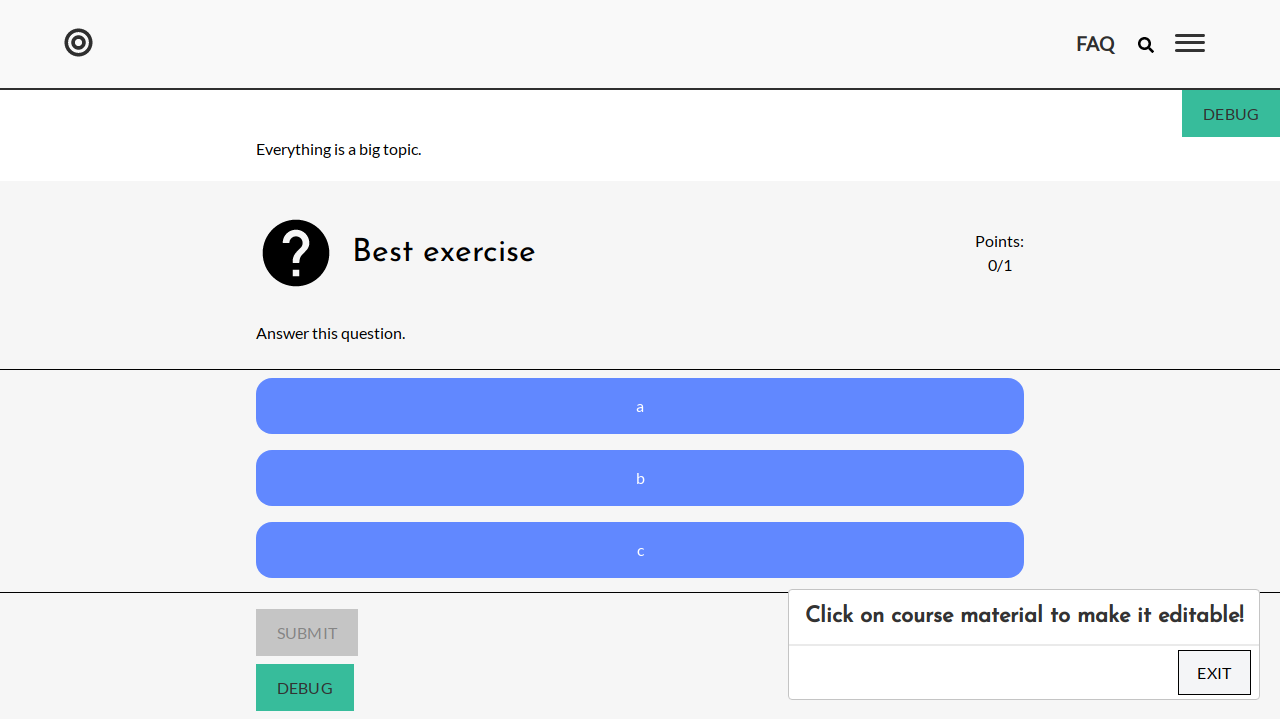 FAQ
DEBUG
Everything is a big topic.
Best exercise
Points:
0/1
Answer this question.
a
b
c
SUBMIT
DEBUG
Click on course material to make it editable!
EXIT